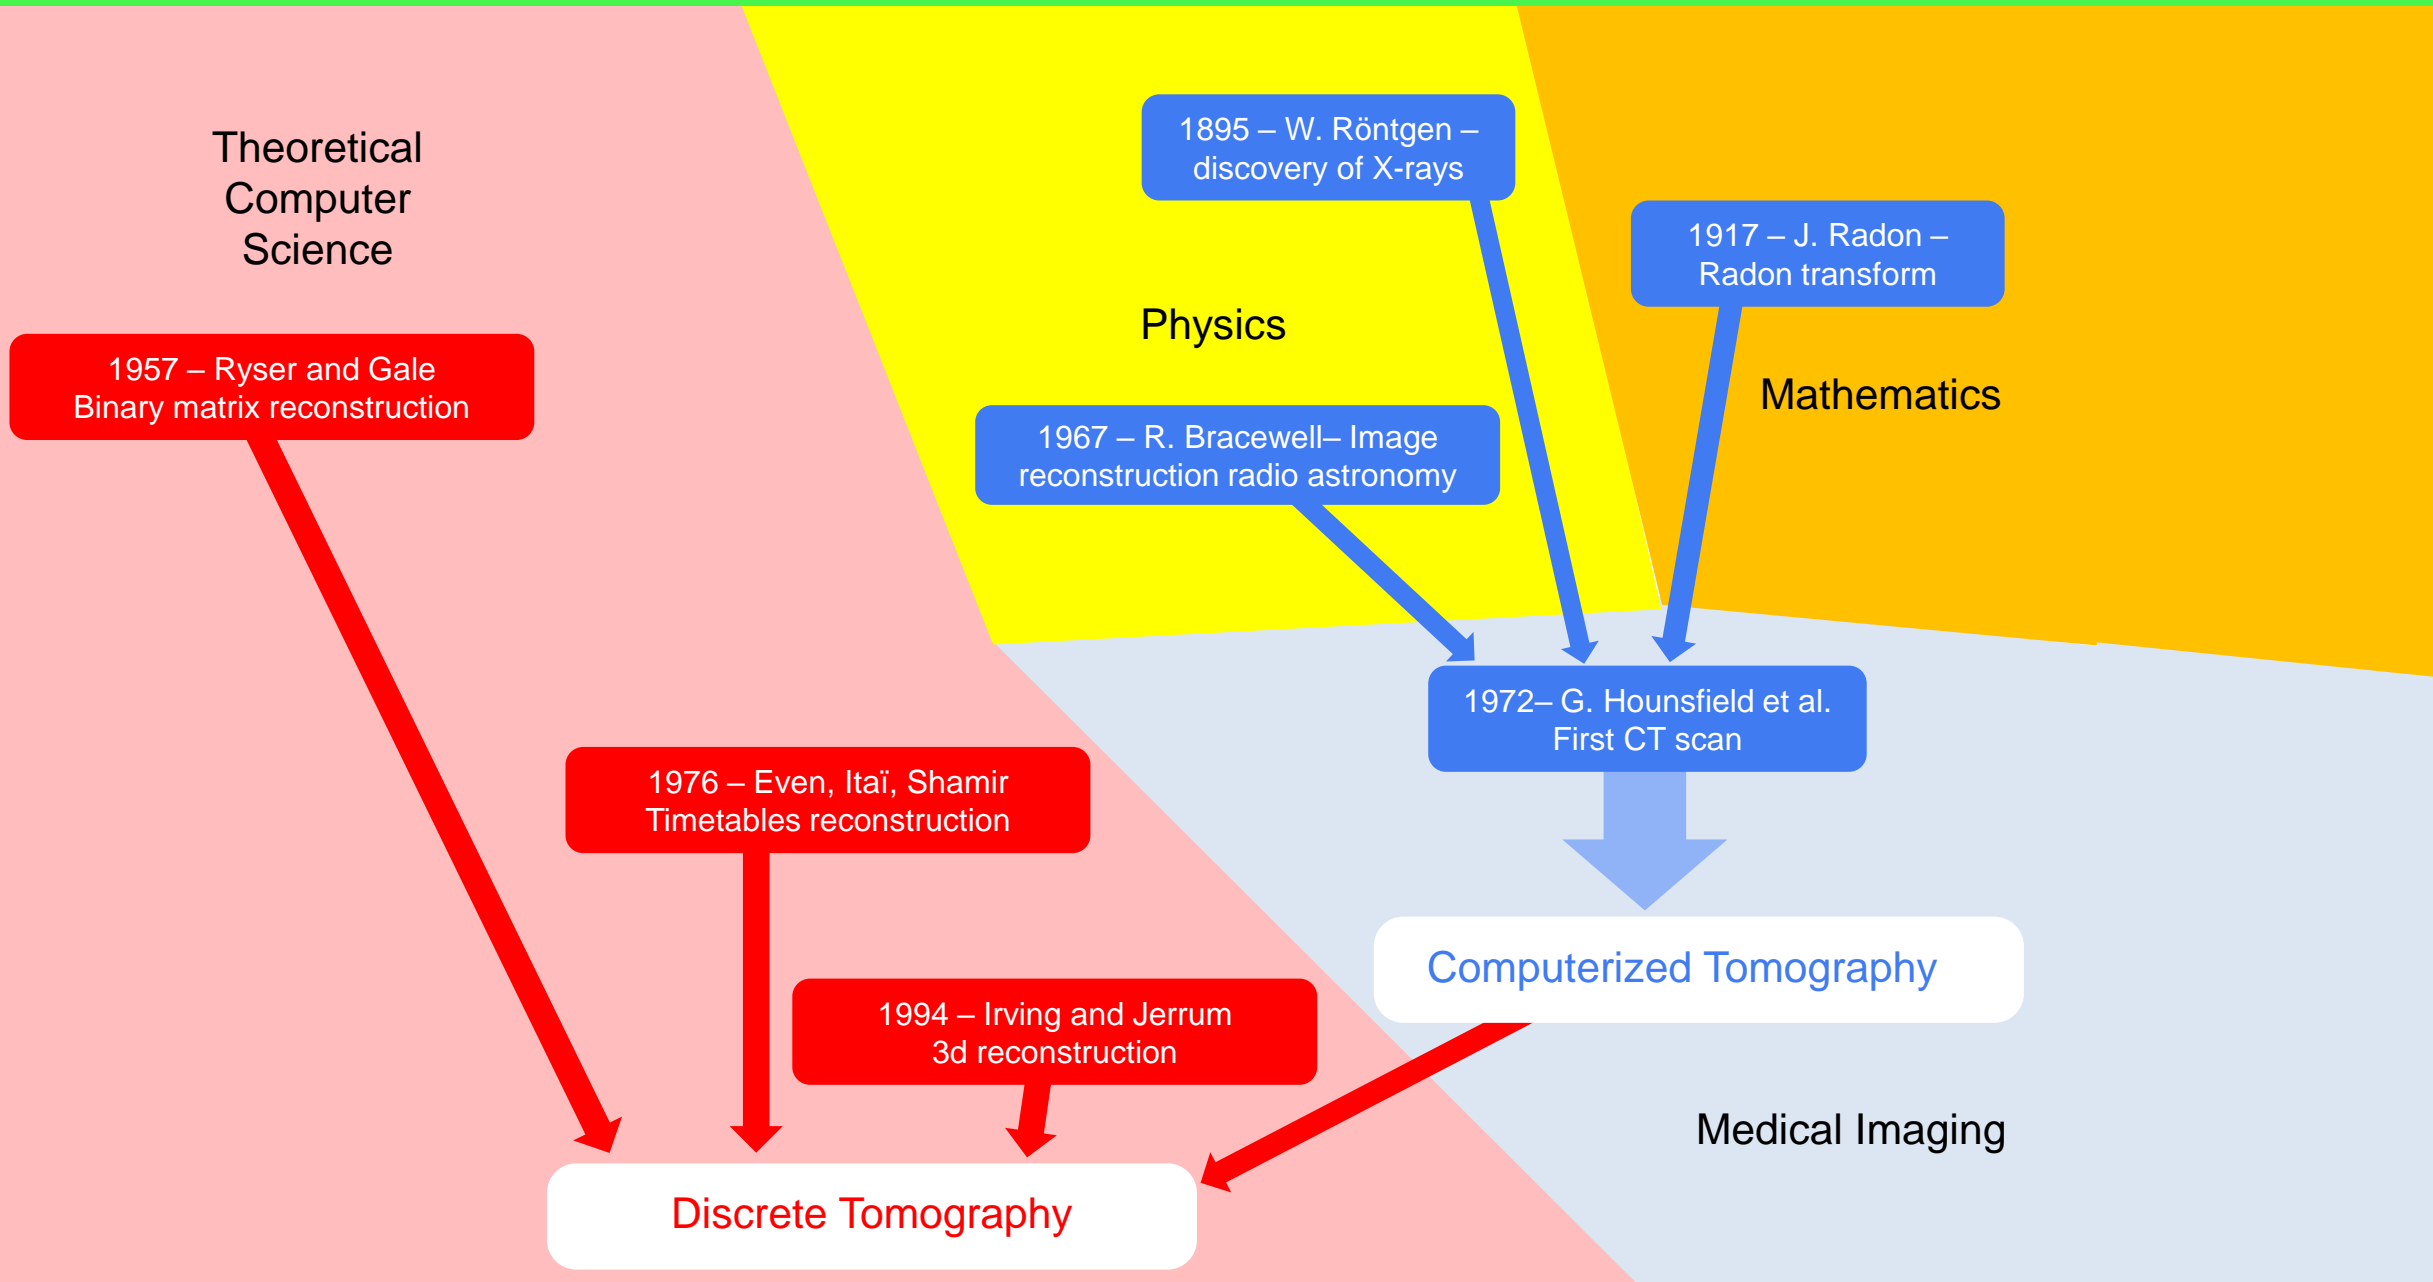 Theoretical
Computer
Science
1957 – Ryser and Gale
Binary matrix reconstruction
1976 – Even, Itaï, Shamir
Timetables reconstruction
1994 – Irving and Jerrum
3d reconstruction
Discrete Tomography
1895 – W. Röntgen –
discovery of X-rays
Physics
1967 – R. Bracewell– Image
reconstruction radio astronomy
1917 – J. Radon –
Radon transform
Mathematics
1972– G. Hounsfield et al.
First CT scan
Computerized Tomography
Medical Imaging